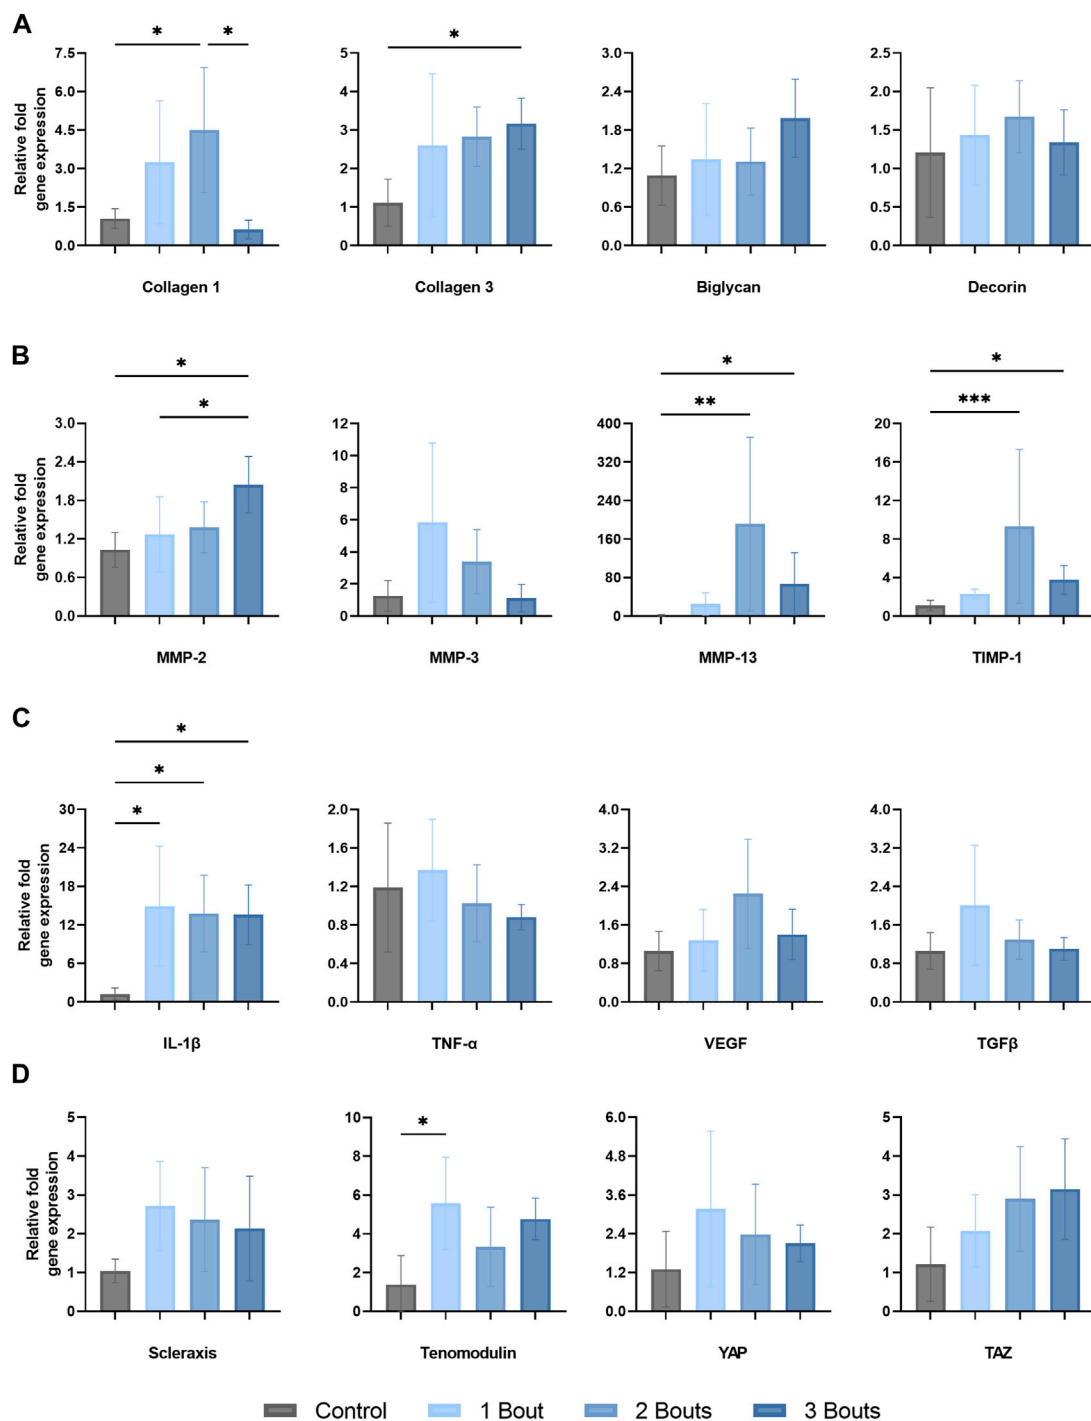 A
* * *
7.5 5 3.0 2.5
6.0 4 2.4 2.0
4.5 3 1.8 1.5
3.0 2 1.2 1.0
1.5 1 0.6 0.5
0.0 0 0.0 0.0
Relative fold
gene expression
Collagen 1 Collagen 3 Biglycan Decorin
B
* * *
* ** ***
3.0 12 400 20
2.4 10 320 16
1.8 8 240 12
1.2 6 160 8
0.6 4 80 4
0.0 2 0 0
0
Relative fold
gene expression
MMP-2 MMP-3 MMP-13 TIMP-1
C
*
*
*
30 2.0 4.0 4.0
24 1.6 3.2 3.2
18 1.2 2.4 2.4
12 0.8 1.6 1.6
6 0.4 0.8 0.8
0 0.0 0.0 0.0
Relative fold
gene expression
IL-1β TNF-α VEGF TGFβ
D
*
5 10 6.0 5
4 8 4.8 4
3 6 3.6 3
2 4 2.4 2
1 2 1.2 1
0 0 0.0 0
Relative fold
gene expression
Scleraxis Tenomodulin YAP TAZ
Control 1 Bout 2 Bouts 3 Bouts